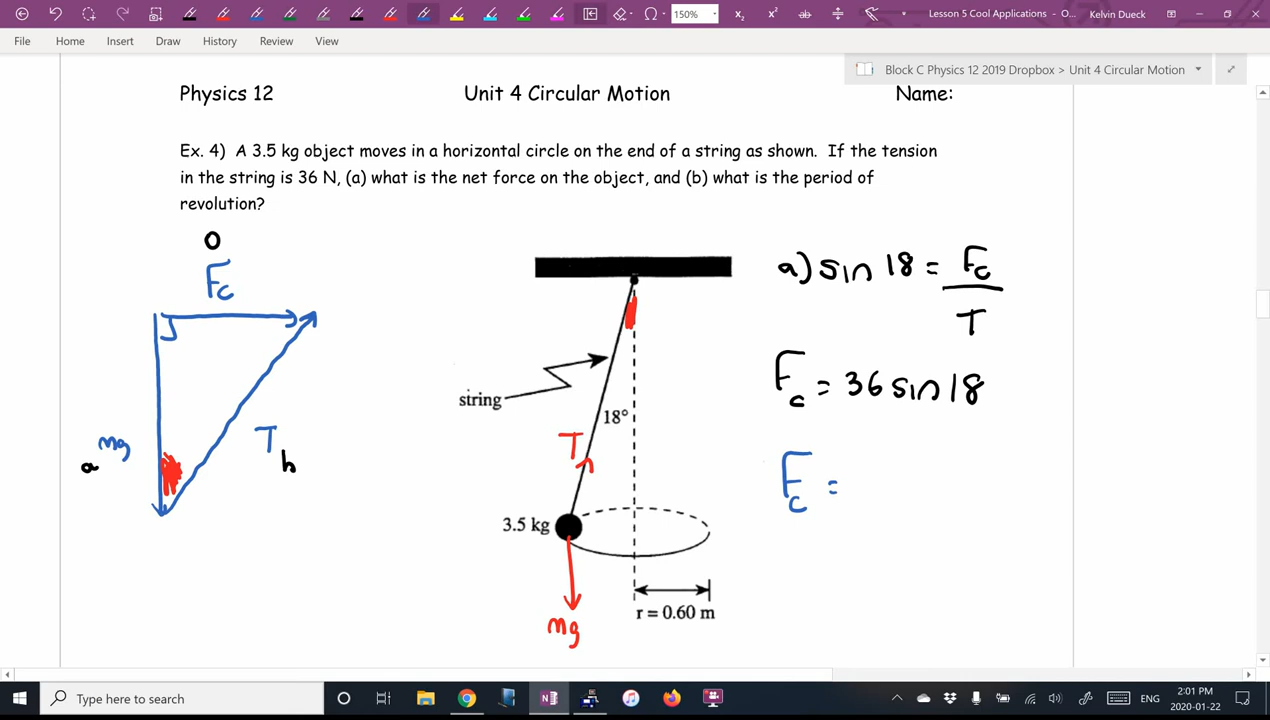 150%
x₂
x²
ab
Lesson 5 Cool Applications - O...
Kelvin Dueck
File
Home
Insert
Draw
History
Review
View
Block C Physics 12 2019 Dropbox > Unit 4 Circular Motion
Physics 12
Unit 4 Circular Motion
Name:
Ex. 4) A 3.5 kg object moves in a horizontal circle on the end of a string as shown. If the tension
in the string is 36 N, (a) what is the net force on the object, and (b) what is the period of
revolution?
o
Fc
mg
a
T
h
string
18°
T
3.5 kg
mg
r = 0.60 m
a) sin 18 = Fc
T
Fc = 36 sin 18
Fc =
Type here to search
ENG
2:01 PM
2020-01-22